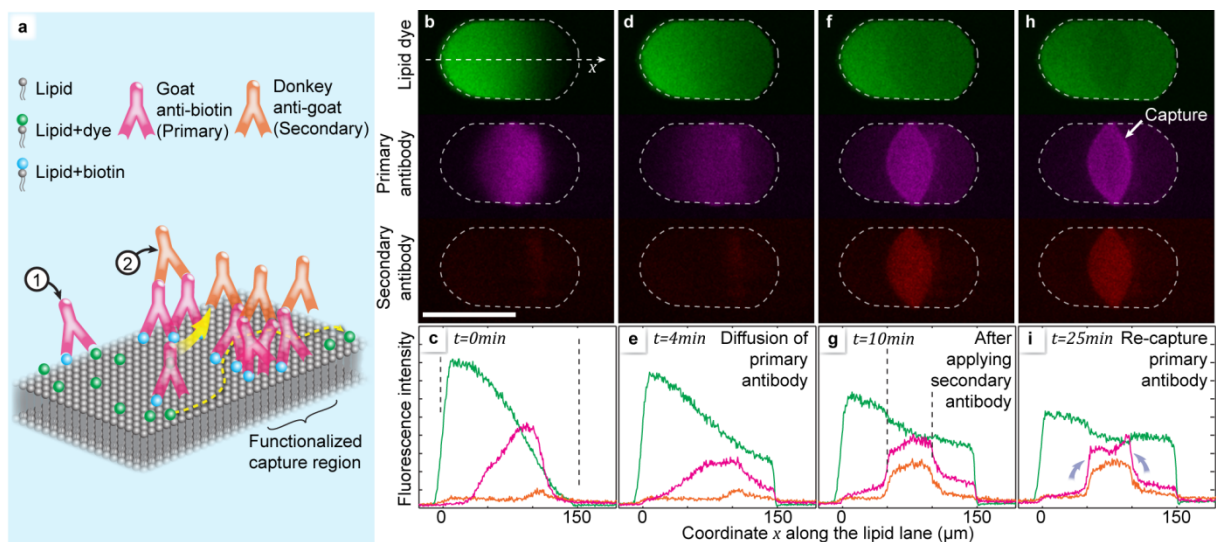 a
Lipid
Lipid+dye
Lipid+biotin
Goat
anti-biotin
(Primary)
Donkey
anti-goat
(Secondary)
1
2
Functionalized
capture region
Lipid dye
Primary
antibody
Secondary
antibody
b
x
d
f
h
Capture
Fluorescence intensity
c
t=0min
e
t=4min
Diffusion of
primary
antibody
g
t=10min
After
applying
secondary
antibody
i
t=25min
Re-capture
primary
antibody
0
150
0
150
0
150
0
150
Coordinate x along the lipid lane (μm)